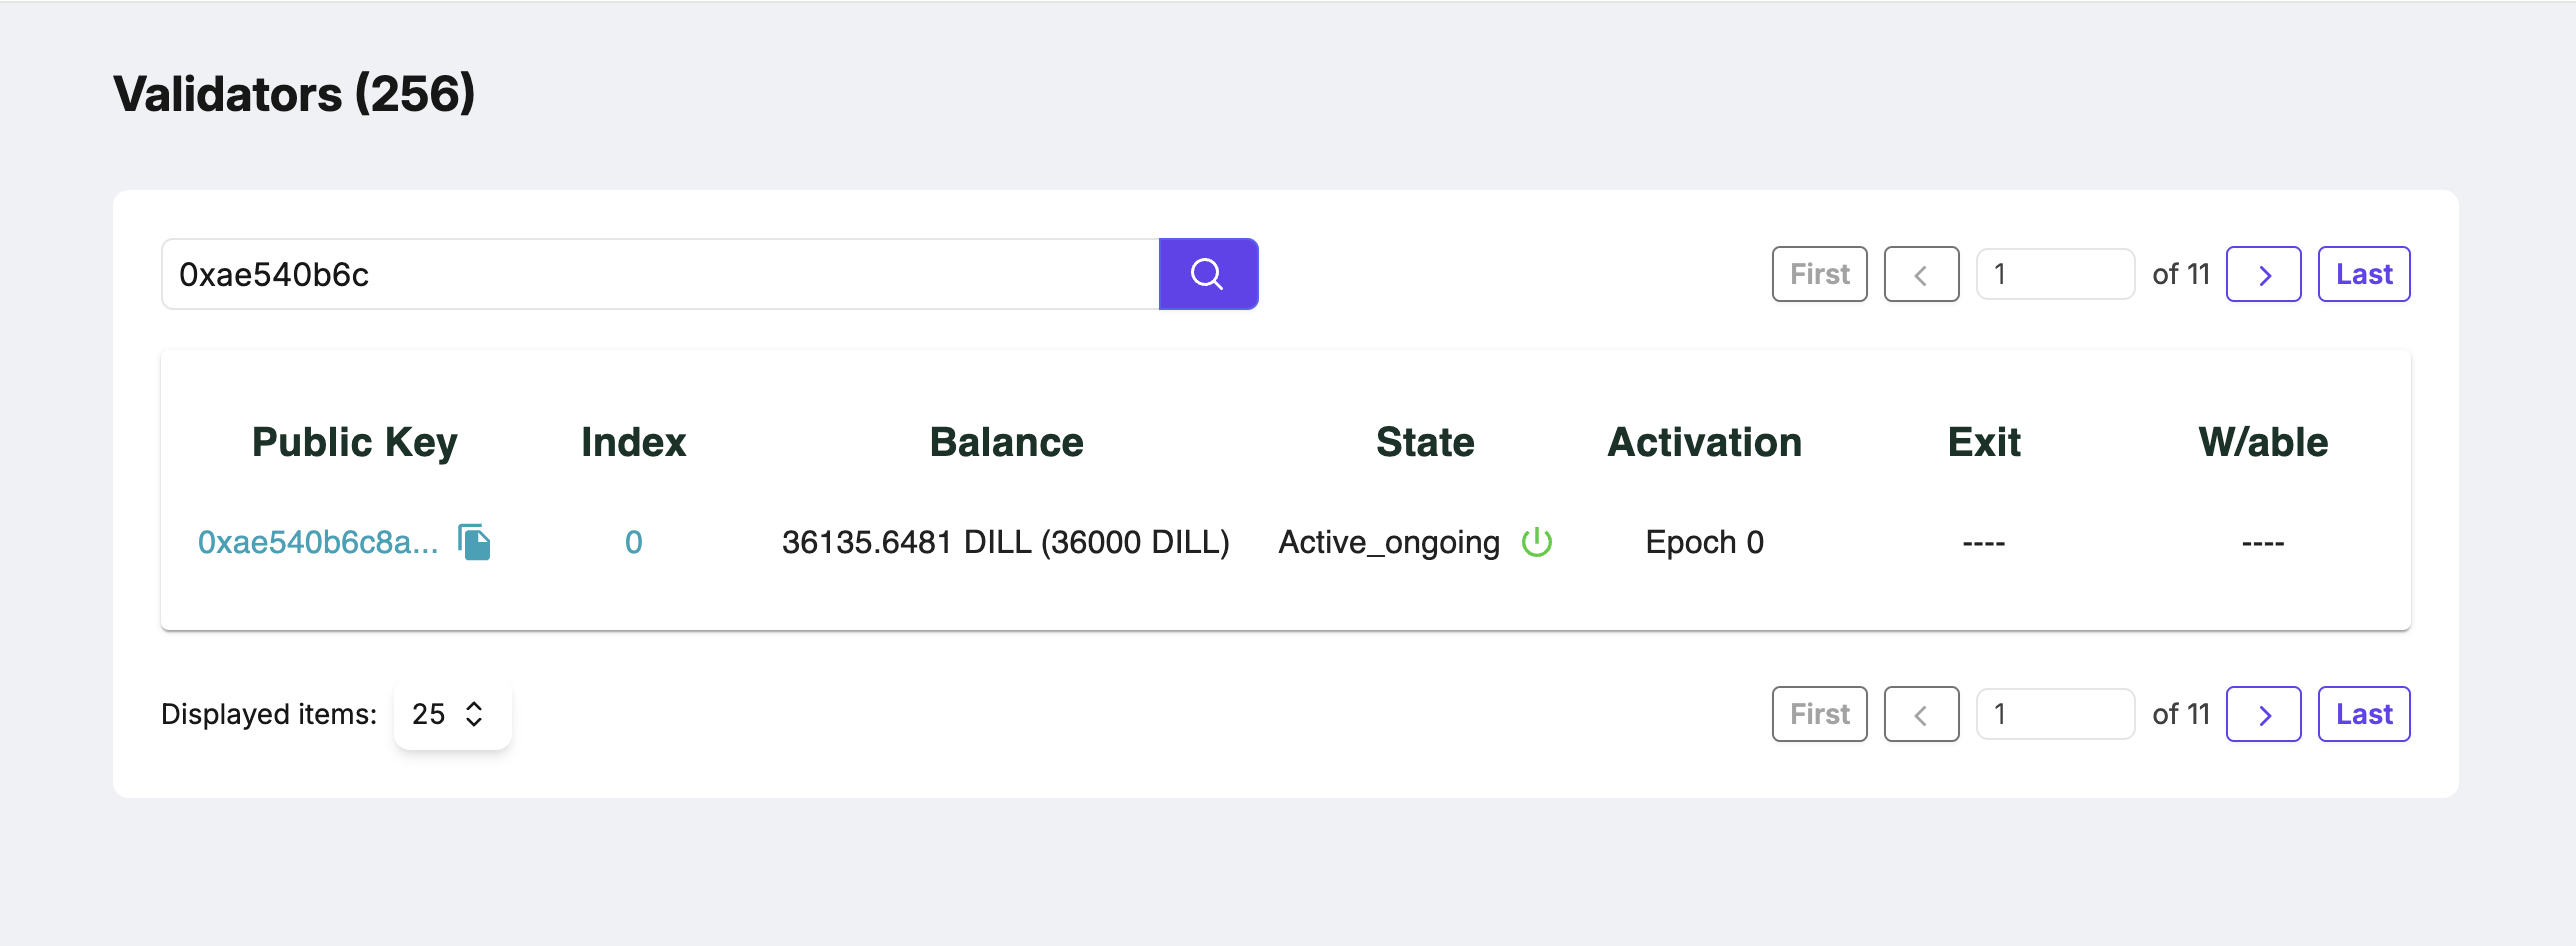 Validators (256)
0xae540b6c
First 1 of 11 Last
Public Key Index Balance State Activation Exit W/able
0xae540b6c8a... 0 36135.6481 DILL (36000 DILL) Active_ongoing Epoch 0 ---- ----
Displayed items: 25 First 1 of 11 Last